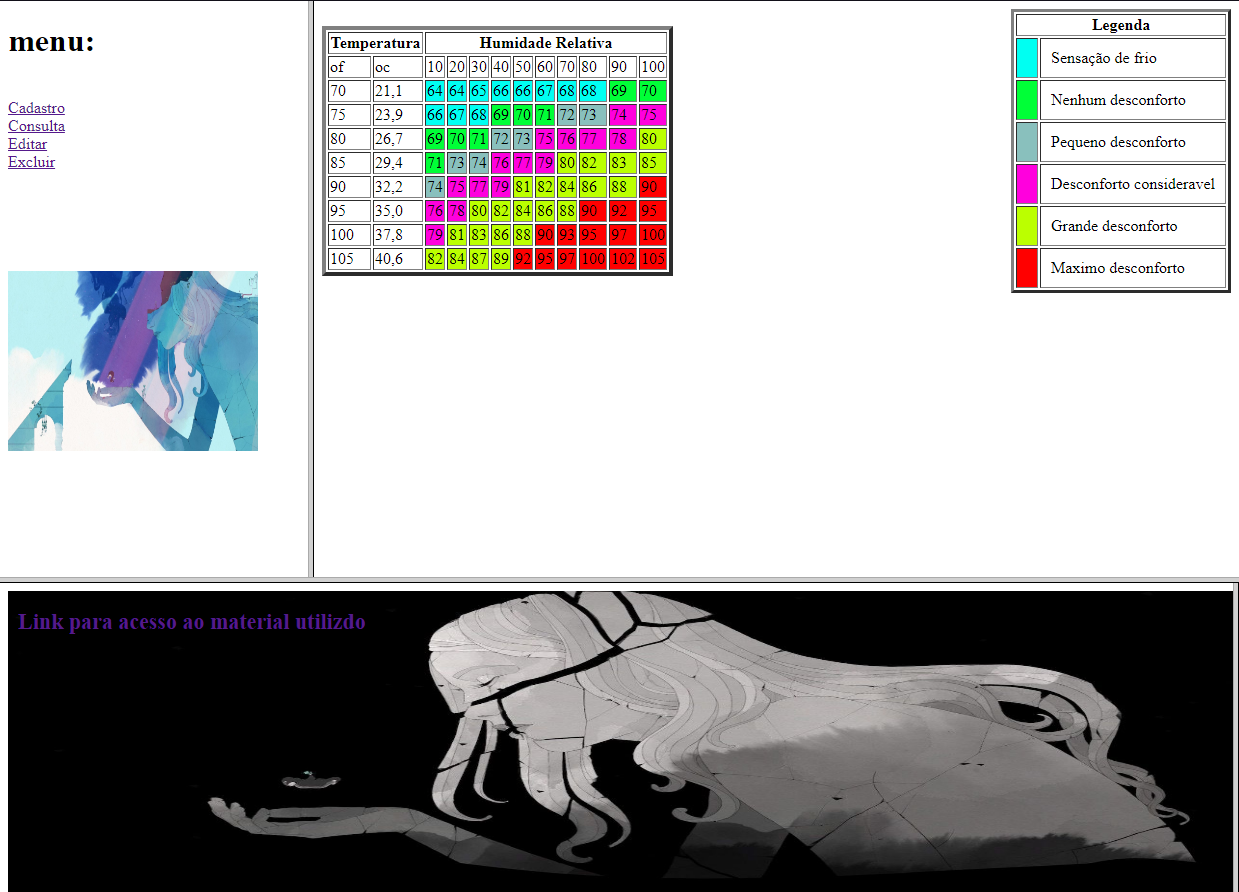 menu:
Cadastro
Consulta
Editar
Excluir
Temperatura Humidade Relativa
of oc 10 20 30 40 50 60 70 80 90 100
70 21,1 64 64 65 66 66 67 68 68 69 70
75 23,9 66 67 68 69 70 71 72 73 74 75
80 26,7 69 70 71 72 73 75 76 77 78 80
85 29,4 71 73 74 76 77 79 80 82 83 85
90 32,2 74 75 77 79 81 82 84 86 88 90
95 35,0 76 78 80 82 84 86 88 90 92 95
100 37,8 79 81 83 86 88 90 93 95 97 100
105 40,6 82 84 87 89 92 95 97 100 102 105
Legenda
Sensação de frio
Nenhum desconforto
Pequeno desconforto
Desconforto consideravel
Grande desconforto
Maximo desconforto
Link para acesso ao material utilizdo